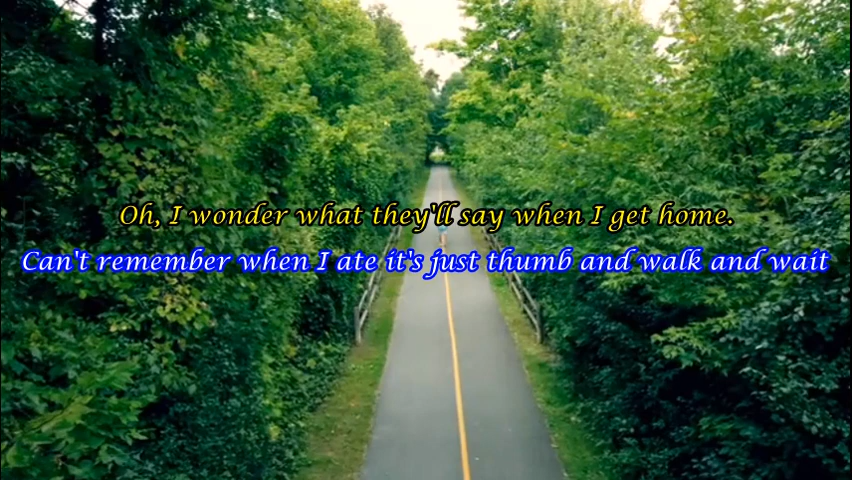 Oh, I wonder what they'll say when I get home.
Can't remember when I ate it's just thumb and walk and wait